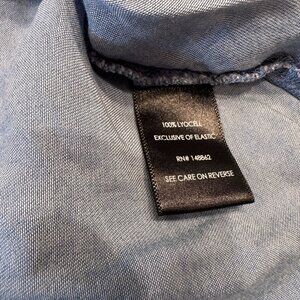 100% LYOCELL
EXCLUSIVE OF ELASTIC
RN# 148862
SEE CARE ON REVERSE